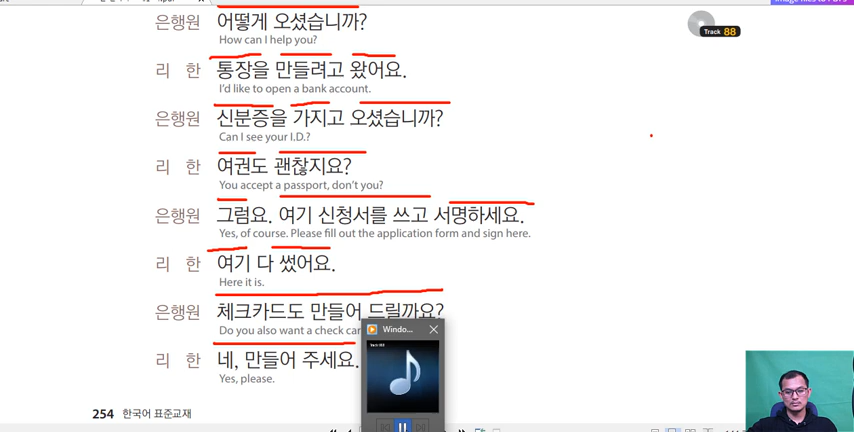 Track 88
은행원 어떻게 오셨습니까?
How can I help you?
리 한 통장을 만들려고 왔어요.
I'd like to open a bank account.
은행원 신분증을 가지고 오셨습니까?
Can I see your I.D.?
리 한 여권도 괜찮지요?
You accept a passport, don't you?
은행원 그럼요. 여기 신청서를 쓰고 서명하세요.
Yes, of course. Please fill out the application form and sign here.
리 한 여기 다 썼어요.
Here it is.
은행원 체크카드도 만들어 드릴까요?
Do you also want a check
Windo...
리 한 네, 만들어 주세요.
Yes, please.
254 한국어 표준교재